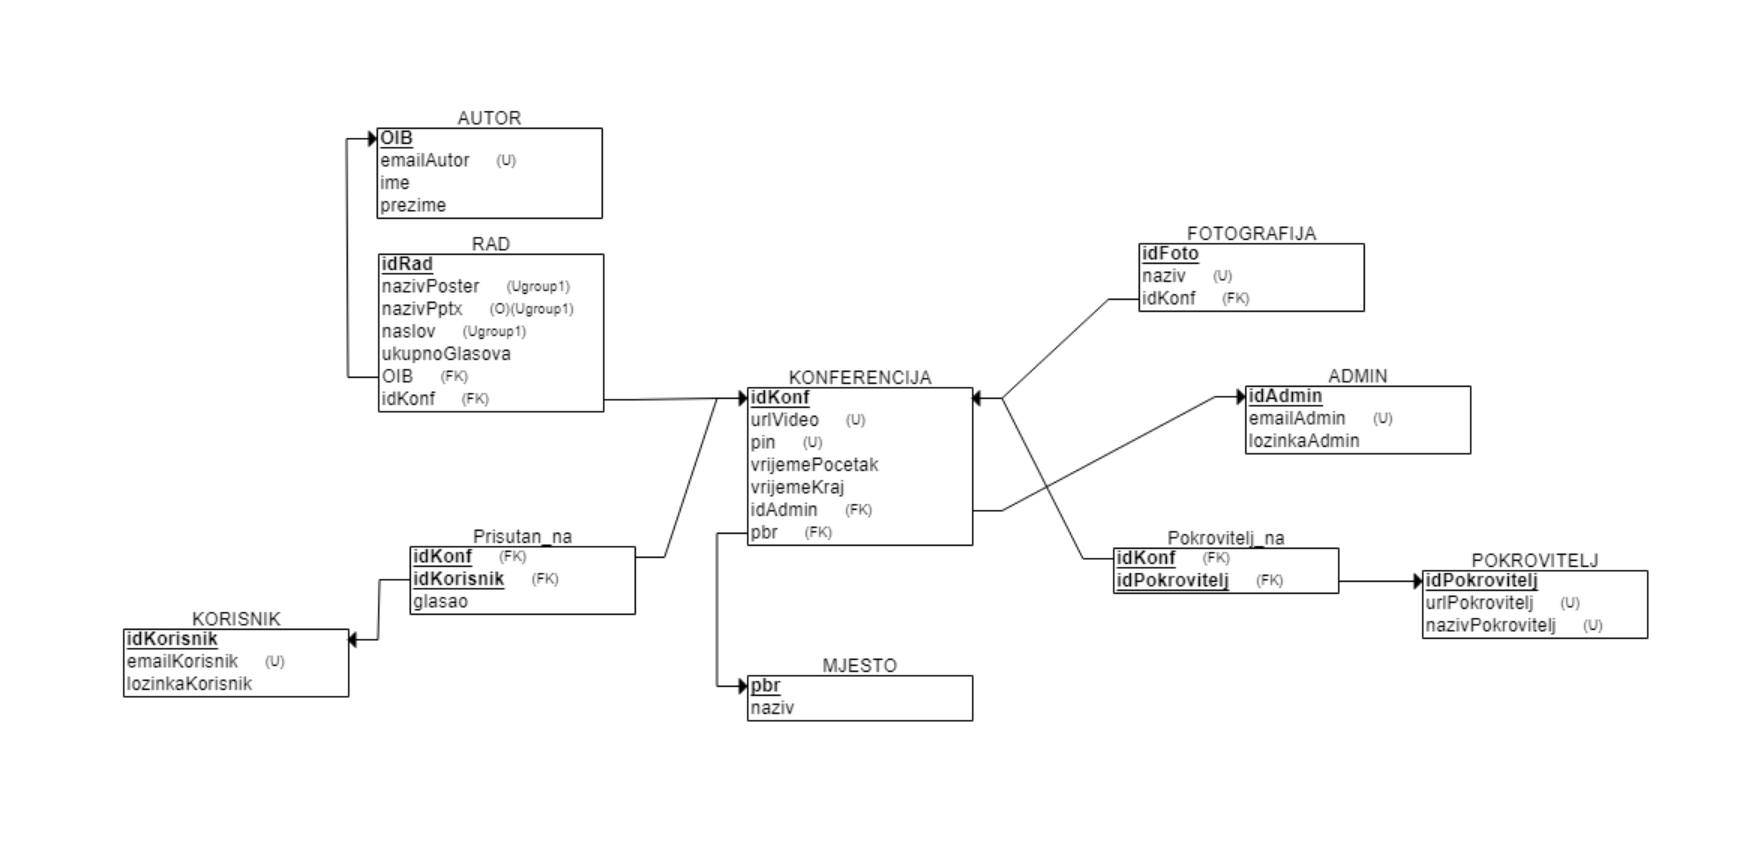 AUTOR
OIB
emailAutor (U)
ime
prezime
RAD
idRad
nazivPoster (Ugroup1)
nazivPptx (O)(Ugroup1)
naslov (Ugroup1)
ukupnoGlasova
OIB (FK)
idKonf (FK)
FOTOGRAFIJA
idFoto
naziv (U)
idKonf (FK)
KONFERENCIJA
idKonf
urlVideo (U)
pin (U)
vrijemePocetak
vrijemeKraj
idAdmin (FK)
pbr (FK)
ADMIN
idAdmin
emailAdmin (U)
lozinkaAdmin
Prisutan_na
idKonf (FK)
idKorisnik (FK)
glasao
Pokrovitelj_na
idKonf (FK)
idPokrovitelj (FK)
POKROVITELJ
idPokrovitelj
urlPokrovitelj (U)
nazivPokrovitelj (U)
KORISNIK
idKorisnik
emailKorisnik (U)
lozinkaKorisnik
MJESTO
pbr
naziv